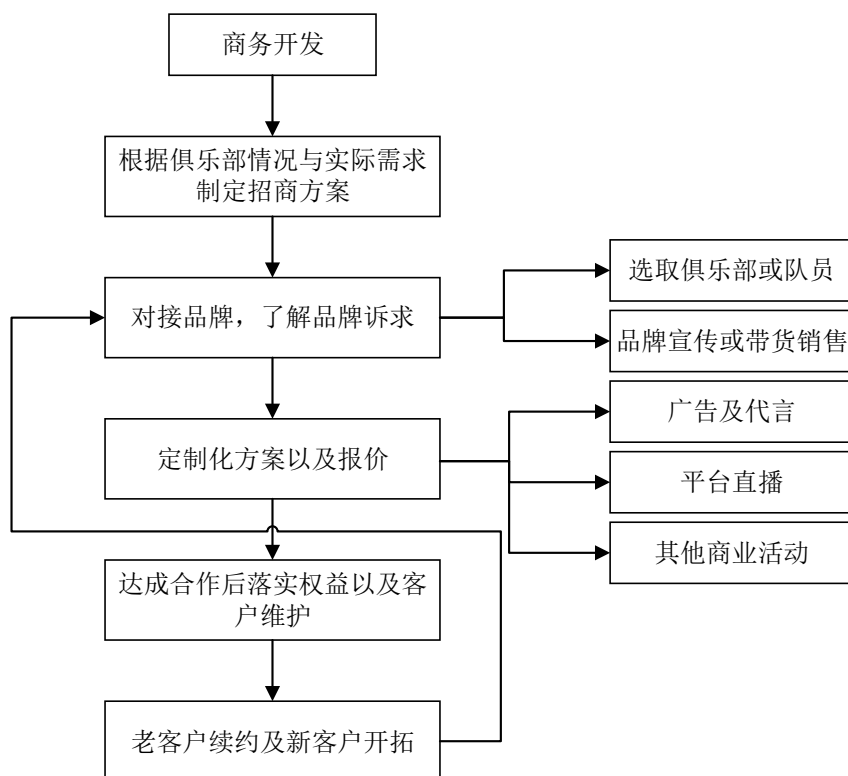 商务开发
根据俱乐部情况与实际需求
制定招商方案
对接品牌，了解品牌诉求
选取俱乐部或队员
品牌宣传或带货销售
定制化方案以及报价
广告及代言
平台直播
其他商业活动
达成合作后落实权益以及客
户维护
老客户续约及新客户开拓